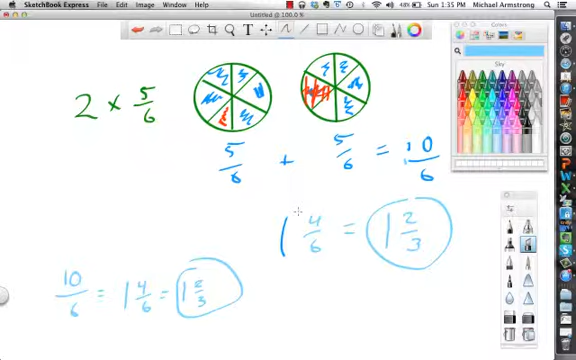 SketchBook Express File Edit Image Window Help 48% Sun 1:35 PM Michael Armstrong
Untitled @ 100.0 %
Colors
Sky
2 × 5/6
5/6 + 5/6 = 10/6
1 4/6 = 1 2/3
10/6 = 1 4/6 = 1 2/3